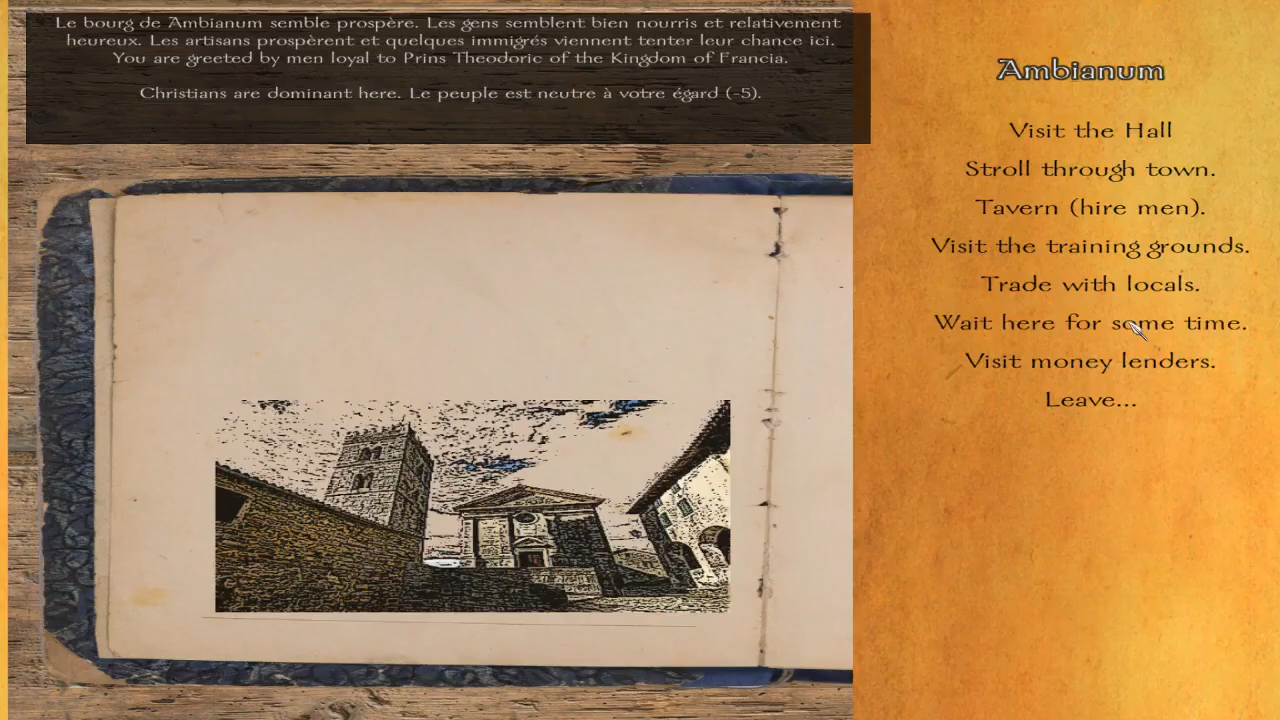 Le bourg de Ambianum semble prospère. Les gens semblent bien nourris et relativement
heureux. Les artisans prospèrent et quelques immigrés viennent tenter leur chance ici.
You are greeted by men loyal to Prins Theodoric of the Kingdom of Francia.
Christians are dominant here. Le peuple est neutre à votre égard (-5).
Ambianum
Visit the Hall
Stroll through town.
Tavern (hire men).
Visit the training grounds.
Trade with locals.
Wait here for some time.
Visit money lenders.
Leave...